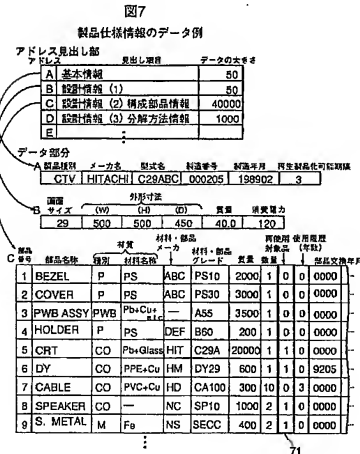 図7
製品仕様情報のデータ例
アドレス見出し部
アドレス 見出し項目 データの大きさ
A 基本情報 50
B 設計情報 (1) 50
C 設計情報 (2) 構成部品情報 40000
D 設計情報 (3) 分解方法情報 1000
E
データ部分
A 製品種別 メーカ名 型式名 製造番号 製造年月 再生製品化可能期限
CTV HITACHI C29ABC 000205 198902 3
画面サイズ 外形寸法 (W) (H) (D) 質量 消費電力
B 29 500 500 450 40.0 120
C 部品番号 部品名称 材質 種別 材料名称 材料・部品メーカ 材料・部品グレード 質量 数量 再使用対象品 使用履歴(年数) 部品交換年月
1 BEZEL P PS ABC PS10 2000 1 0 0 0000
2 COVER P PS ABC PS30 3000 1 0 0 0000
3 PWB ASSY PWB Pb+Cu+etc — A55 3500 1 0 0 0000
4 HOLDER P PS DEF B60 200 1 0 0 0000
5 CRT CO Pb+Glass HIT C29A 20000 1 1 0 0000
6 DY CO PPE+Cu HM DY29 600 1 1 0 9205
7 CABLE CO PVC+Cu HD CA100 300 10 0 3 0000
8 SPEAKER CO — NC SP10 1000 2 1 0 0000
9 S. METAL M Fe NS SECC 400 2 1 0 0000
71